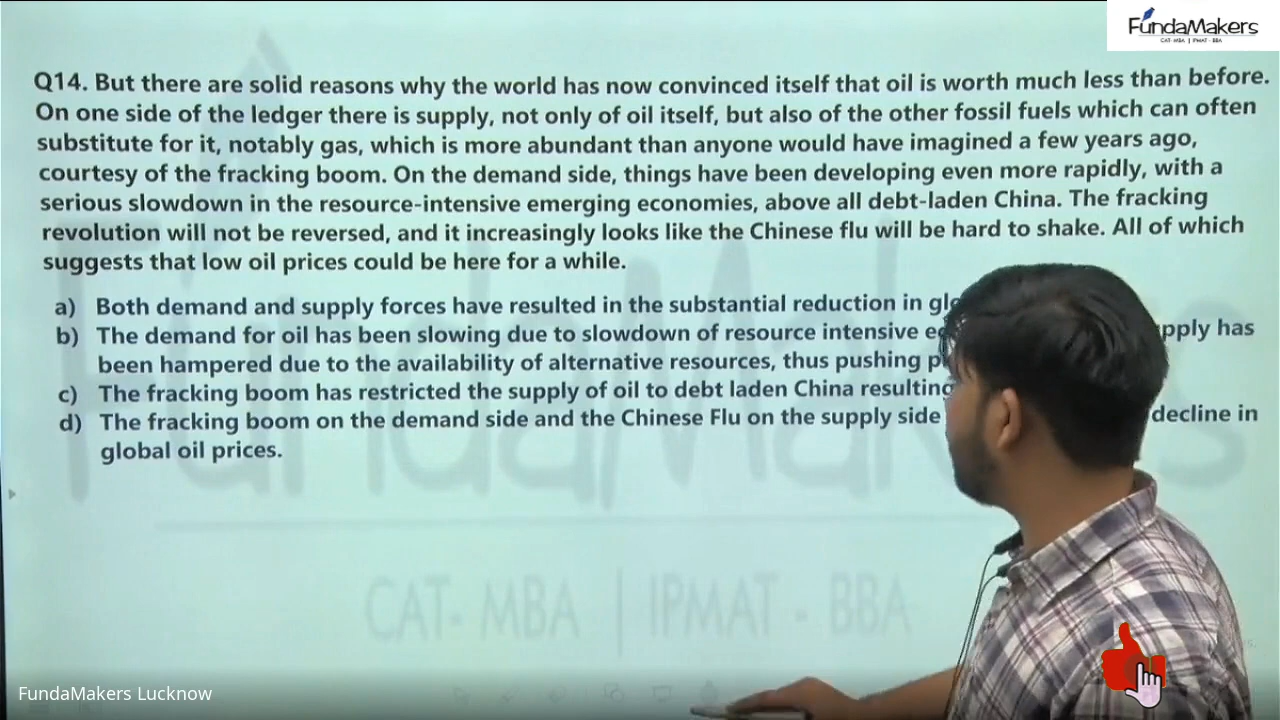 FundaMakers
CAT- MBA | IPMAT - BBA
Q14. But there are solid reasons why the world has now convinced itself that oil is worth much less than before.
On one side of the ledger there is supply, not only of oil itself, but also of the other fossil fuels which can often
substitute for it, notably gas, which is more abundant than anyone would have imagined a few years ago,
courtesy of the fracking boom. On the demand side, things have been developing even more rapidly, with a
serious slowdown in the resource-intensive emerging economies, above all debt-laden China. The fracking
revolution will not be reversed, and it increasingly looks like the Chinese flu will be hard to shake. All of which
suggests that low oil prices could be here for a while.
a) Both demand and supply forces have resulted in the substantial reduction in
b) The demand for oil has been slowing due to slowdown of resource intensive has
been hampered due to the availability of alternative resources, thus pushing
c) The fracking boom has restricted the supply of oil to debt laden China resulting
d) The fracking boom on the demand side and the Chinese Flu on the supply side decline in
global oil prices.
FundaMakers
CAT- MBA | IPMAT - BBA
FundaMakers Lucknow